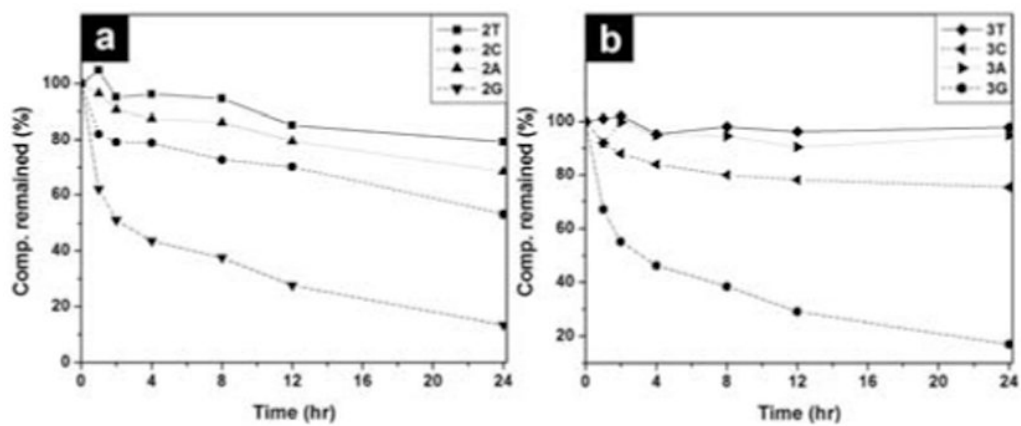 a
2T
2C
2A
2G
Comp. remained (%)
100
80
60
40
20
0
0 4 8 12 16 20 24
Time (hr)
b
3T
3C
3A
3G
Comp. remained (%)
100
80
60
40
20
0 4 8 12 16 20 24
Time (hr)